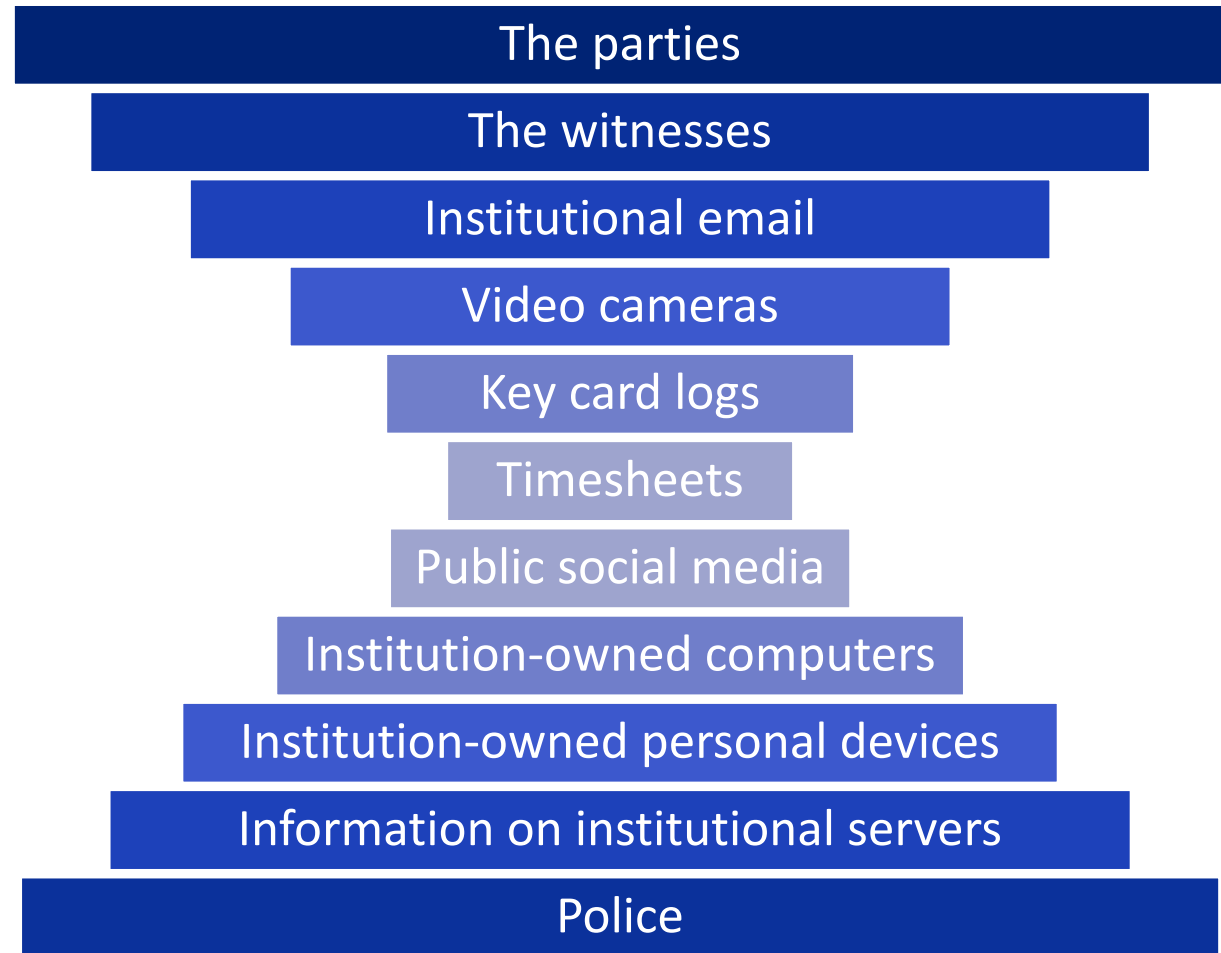 The parties
The witnesses
Institutional email
Video cameras
Key card logs
Timesheets
Public social media
Institution-owned computers
Institution-owned personal devices
Information on institutional servers
Police